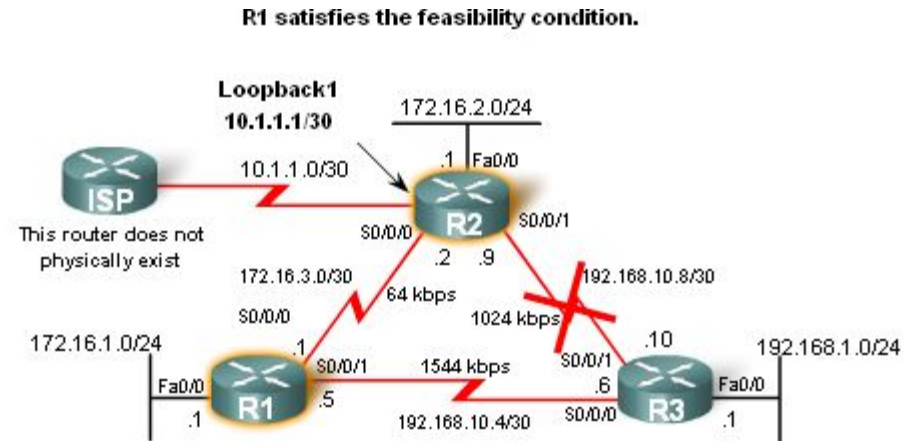 R1 satisfies the feasibility condition.
Loopback1
10.1.1.1/30
172.16.2.0/24
.1 Fa0/0
10.1.1.0/30
ISP
R2
This router does not
physically exist
S0/0/0
S0/0/1
.2 .9
172.16.3.0/30
192.168.10.8/30
64 kbps
S0/0/0
1024 kbps
172.16.1.0/24
.1
.10
192.168.1.0/24
S0/0/1
1544 kbps
S0/0/1
Fa0/0
R1
.5
.6
R3
Fa0/0
.1
192.168.10.4/30
S0/0/0
.1